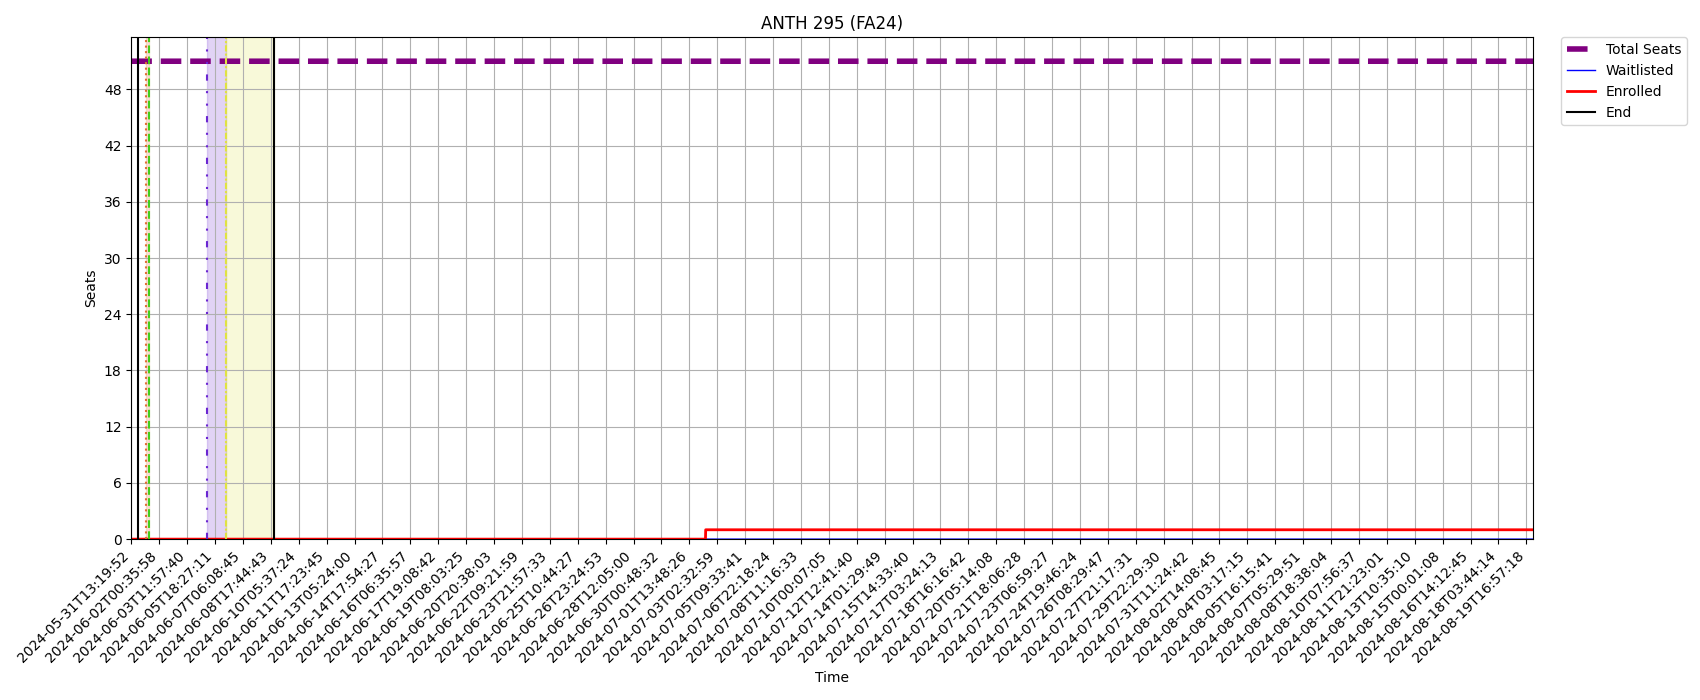 ANTH 295 (FA24)
Total Seats
Waitlisted
Enrolled
End
Seats
48
42
36
30
24
18
12
6
0
2024-05-31T13:19:52
2024-06-02T00:35:58
2024-06-03T11:57:40
2024-06-05T18:27:11
2024-06-07T06:08:45
2024-06-08T17:44:43
2024-06-10T05:37:24
2024-06-11T17:23:45
2024-06-13T05:24:00
2024-06-14T17:54:27
2024-06-16T06:35:57
2024-06-17T19:08:42
2024-06-19T08:03:25
2024-06-20T20:38:03
2024-06-22T09:21:59
2024-06-23T21:57:33
2024-06-25T10:44:27
2024-06-26T23:24:53
2024-06-28T12:05:00
2024-06-30T00:48:32
2024-07-01T13:48:26
2024-07-03T02:32:59
2024-07-05T09:33:41
2024-07-06T22:18:24
2024-07-08T11:16:33
2024-07-10T00:07:05
2024-07-12T12:41:40
2024-07-14T01:29:49
2024-07-15T14:33:40
2024-07-17T03:24:13
2024-07-18T16:16:42
2024-07-20T05:14:08
2024-07-21T18:06:28
2024-07-23T06:59:27
2024-07-24T19:46:24
2024-07-26T08:29:47
2024-07-27T21:17:31
2024-07-29T22:29:30
2024-07-31T11:24:42
2024-08-02T14:08:45
2024-08-04T03:17:15
2024-08-05T16:15:41
2024-08-07T05:29:51
2024-08-08T18:38:04
2024-08-10T07:56:37
2024-08-11T21:23:01
2024-08-13T10:35:10
2024-08-15T00:01:08
2024-08-16T14:12:45
2024-08-18T03:44:14
2024-08-19T16:57:18
Time